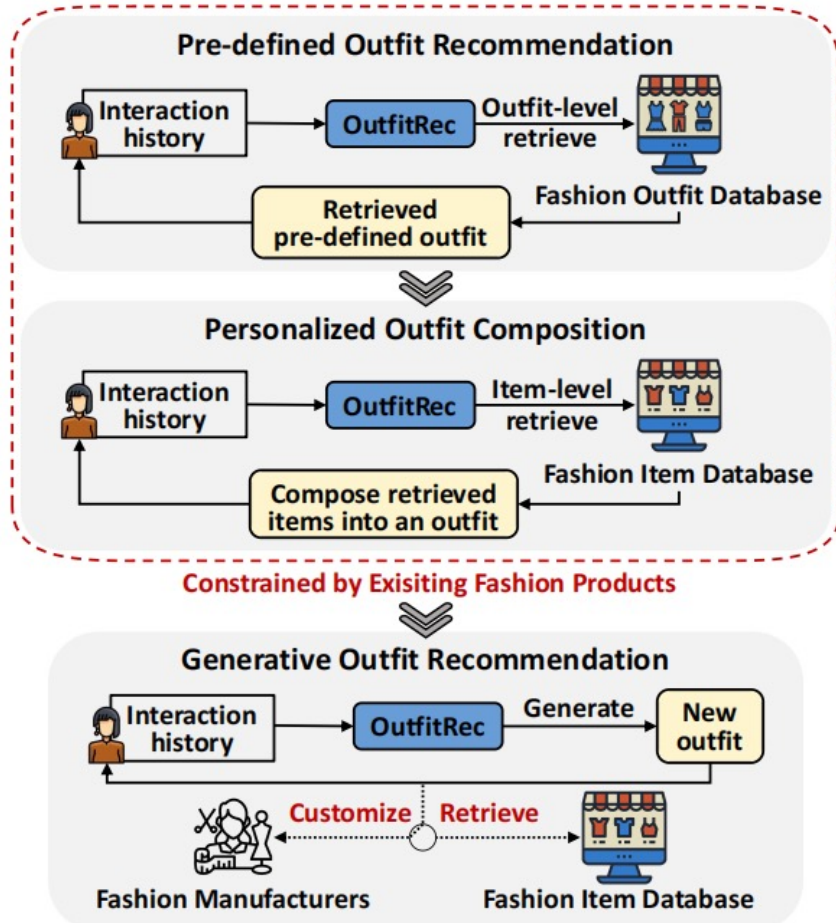 Pre-defined Outfit Recommendation
Interaction
history
OutfitRec
Outfit-level
retrieve
Fashion Outfit Database
Retrieved
pre-defined outfit
Personalized Outfit Composition
Interaction
history
OutfitRec
Item-level
retrieve
Fashion Item Database
Compose retrieved
items into an outfit
Constrained by Exisiting Fashion Products
Generative Outfit Recommendation
Interaction
history
OutfitRec
Generate
New
outfit
Customize
Retrieve
Fashion Manufacturers
Fashion Item Database